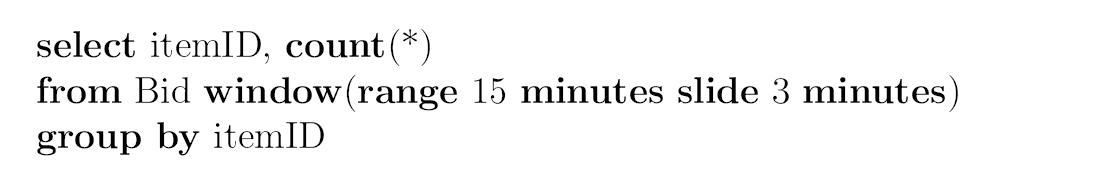 select itemID, count(*)
from Bid window(range 15 minutes slide 3 minutes)
group by itemID